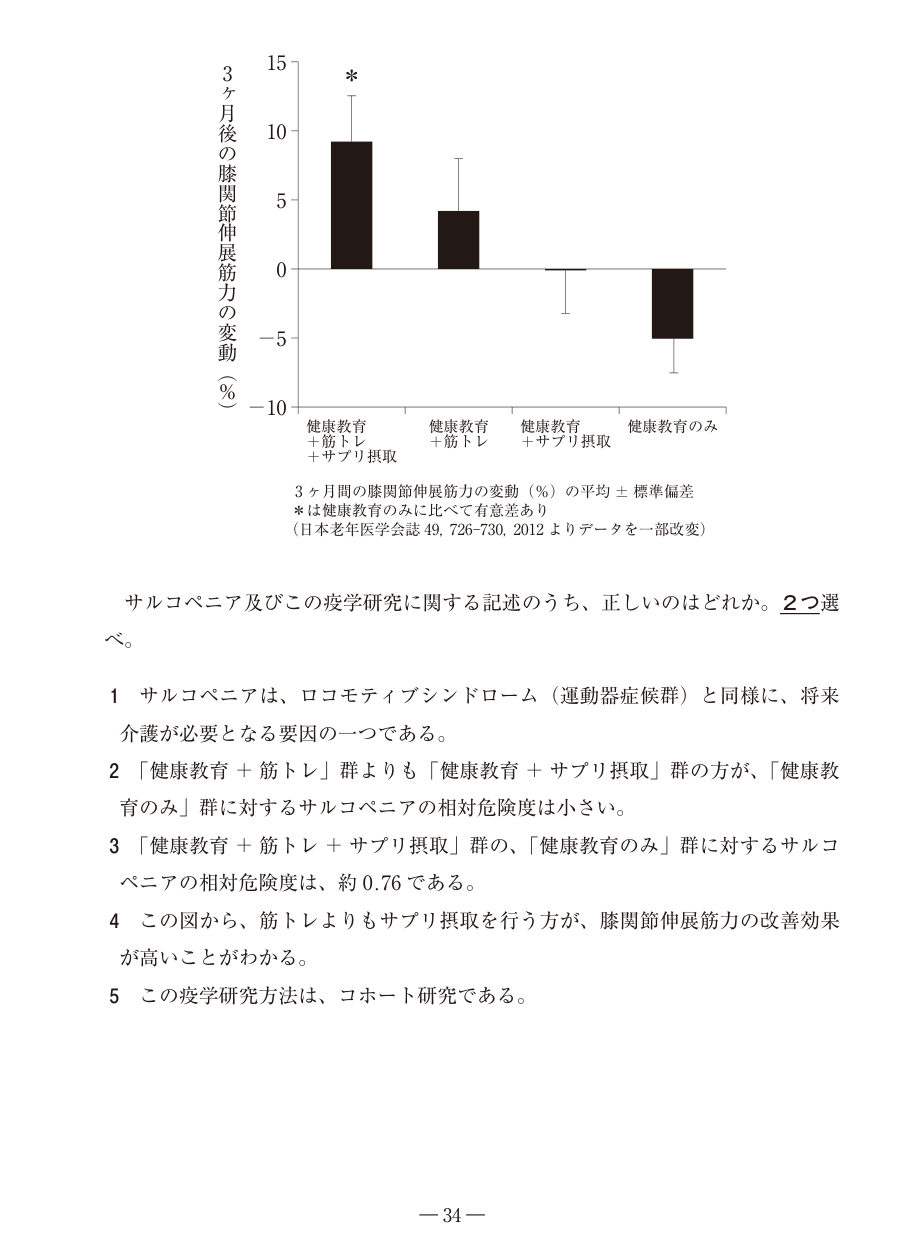 3ヶ月後の膝関節伸展筋力の変動（%）
15
10
5
0
−5
−10
＊
健康教育
＋筋トレ
＋サプリ摂取
健康教育
＋筋トレ
健康教育
＋サプリ摂取
健康教育のみ
3ヶ月間の膝関節伸展筋力の変動（%）の平均 ± 標準偏差
＊は健康教育のみに比べて有意差あり
（日本老年医学会誌 49, 726-730, 2012 よりデータを一部改変）
サルコペニア及びこの疫学研究に関する記述のうち、正しいのはどれか。2つ選
べ。
1 サルコペニアは、ロコモティブシンドローム（運動器症候群）と同様に、将来
介護が必要となる要因の一つである。
2 「健康教育 ＋ 筋トレ」群よりも「健康教育 ＋ サプリ摂取」群の方が、「健康教
育のみ」群に対するサルコペニアの相対危険度は小さい。
3 「健康教育 ＋ 筋トレ ＋ サプリ摂取」群の、「健康教育のみ」群に対するサルコ
ペニアの相対危険度は、約 0.76 である。
4 この図から、筋トレよりもサプリ摂取を行う方が、膝関節伸展筋力の改善効果
が高いことがわかる。
5 この疫学研究方法は、コホート研究である。
― 34 ―